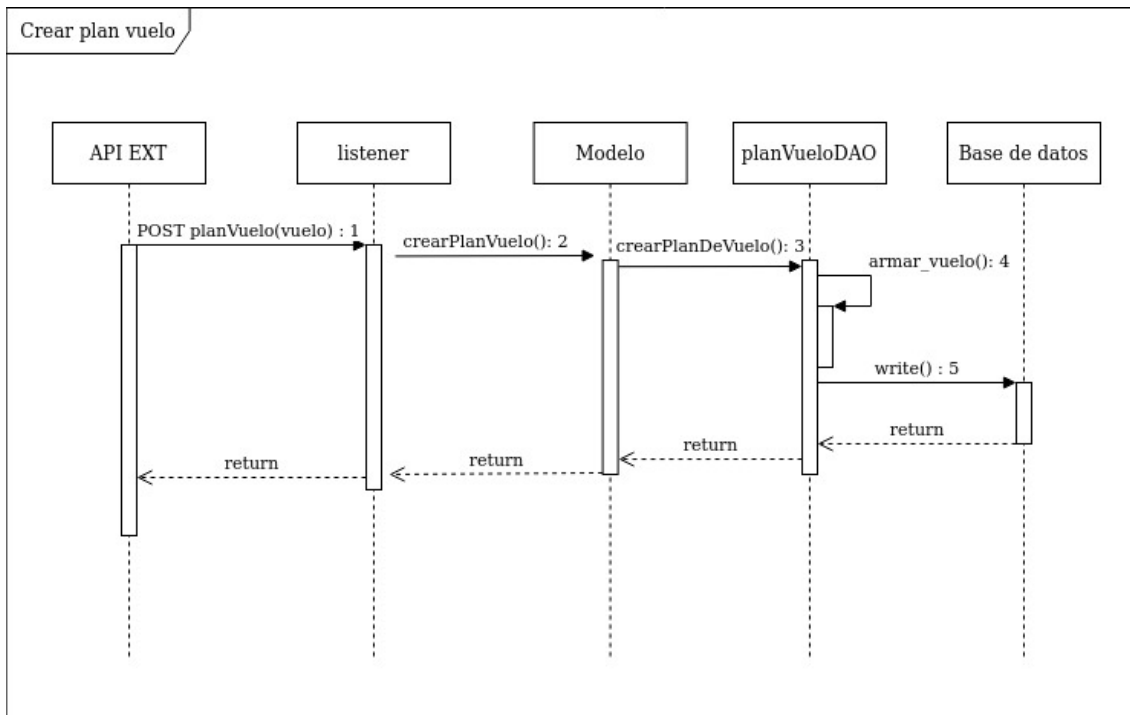 Crear plan vuelo
API EXT
listener
Modelo
planVueloDAO
Base de datos
POST planVuelo(vuelo) : 1
crearPlanVuelo(): 2
crearPlanDeVuelo(): 3
armar_vuelo(): 4
write() : 5
return
return
return
return